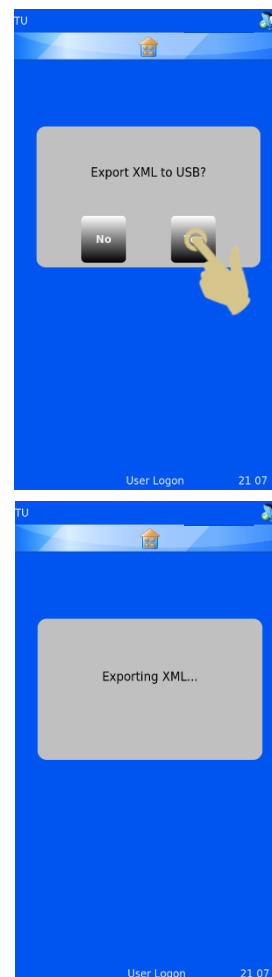 TU
Export XML to USB?
No
User Logon 21 07
TU
Exporting XML...
User Logon 21 07